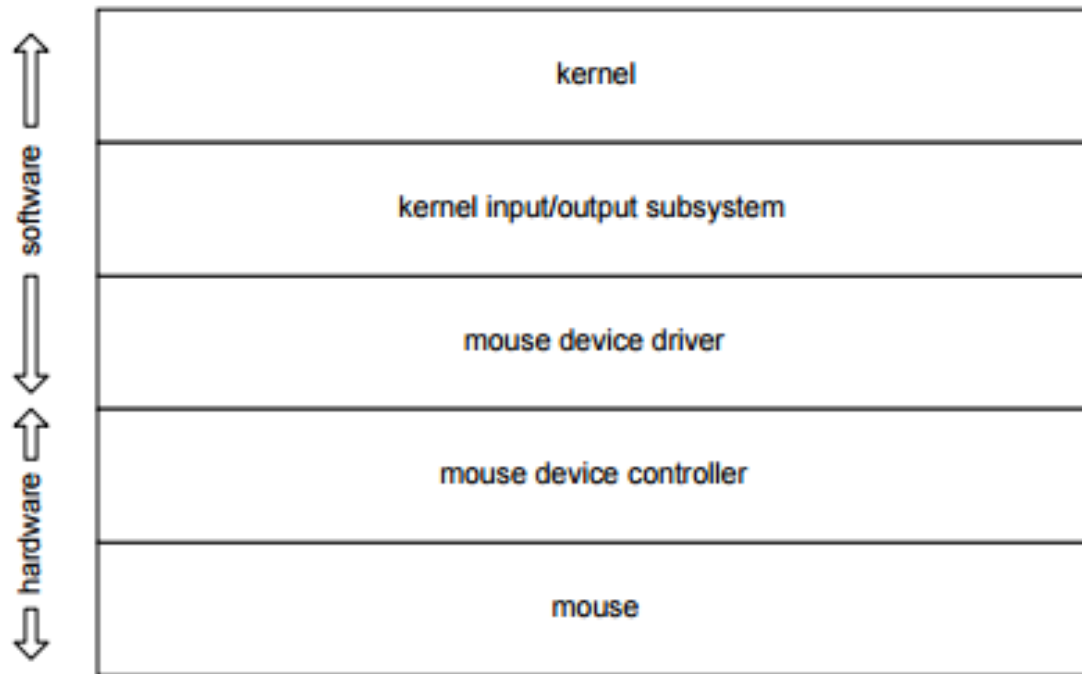 kernel
kernel input/output subsystem
mouse device driver
mouse device controller
mouse
software
hardware